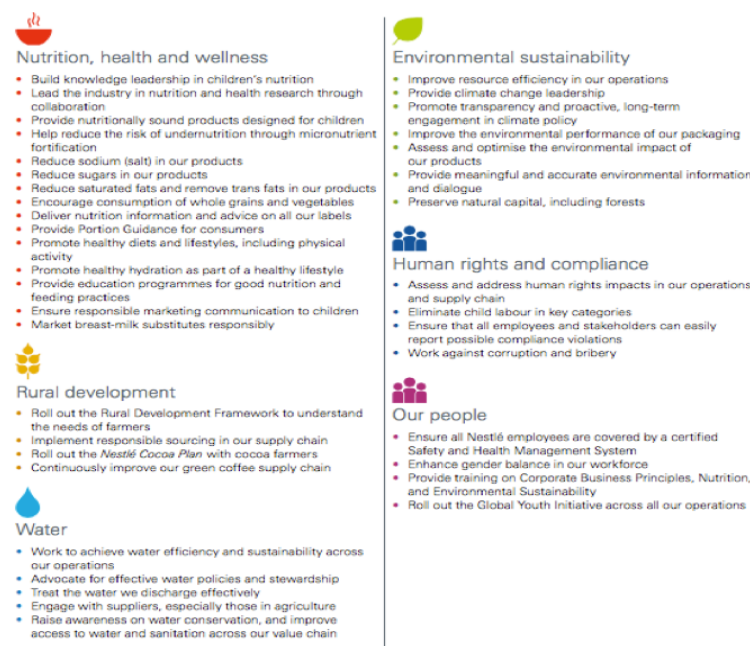 Nutrition, health and wellness
• Build knowledge leadership in children's nutrition
• Lead the industry in nutrition and health research through
collaboration
• Provide nutritionally sound products designed for children
• Help reduce the risk of undernutrition through micronutrient
fortification
• Reduce sodium (salt) in our products
• Reduce sugars in our products
• Reduce saturated fats and remove trans fats in our products
• Encourage consumption of whole grains and vegetables
• Deliver nutrition information and advice on all our labels
• Provide Portion Guidance for consumers
• Promote healthy diets and lifestyles, including physical
activity
• Promote healthy hydration as part of a healthy lifestyle
• Provide education programmes for good nutrition and
feeding practices
• Ensure responsible marketing communication to children
• Market breast-milk substitutes responsibly
Rural development
• Roll out the Rural Development Framework to understand
the needs of farmers
• Implement responsible sourcing in our supply chain
• Roll out the Nestlé Cocoa Plan with cocoa farmers
• Continuously improve our green coffee supply chain
Water
• Work to achieve water efficiency and sustainability across
our operations
• Advocate for effective water policies and stewardship
• Treat the water we discharge effectively
• Engage with suppliers, especially those in agriculture
• Raise awareness on water conservation, and improve
access to water and sanitation across our value chain
Environmental sustainability
• Improve resource efficiency in our operations
• Provide climate change leadership
• Promote transparency and proactive, long-term
engagement in climate policy
• Improve the environmental performance of our packaging
• Assess and optimise the environmental impact of
our products
• Provide meaningful and accurate environmental information
and dialogue
• Preserve natural capital, including forests
Human rights and compliance
• Assess and address human rights impacts in our operations
and supply chain
• Eliminate child labour in key categories
• Ensure that all employees and stakeholders can easily
report possible compliance violations
• Work against corruption and bribery
Our people
• Ensure all Nestlé employees are covered by a certified
Safety and Health Management System
• Enhance gender balance in our workforce
• Provide training on Corporate Business Principles, Nutrition,
and Environmental Sustainability
• Roll out the Global Youth Initiative across all our operations